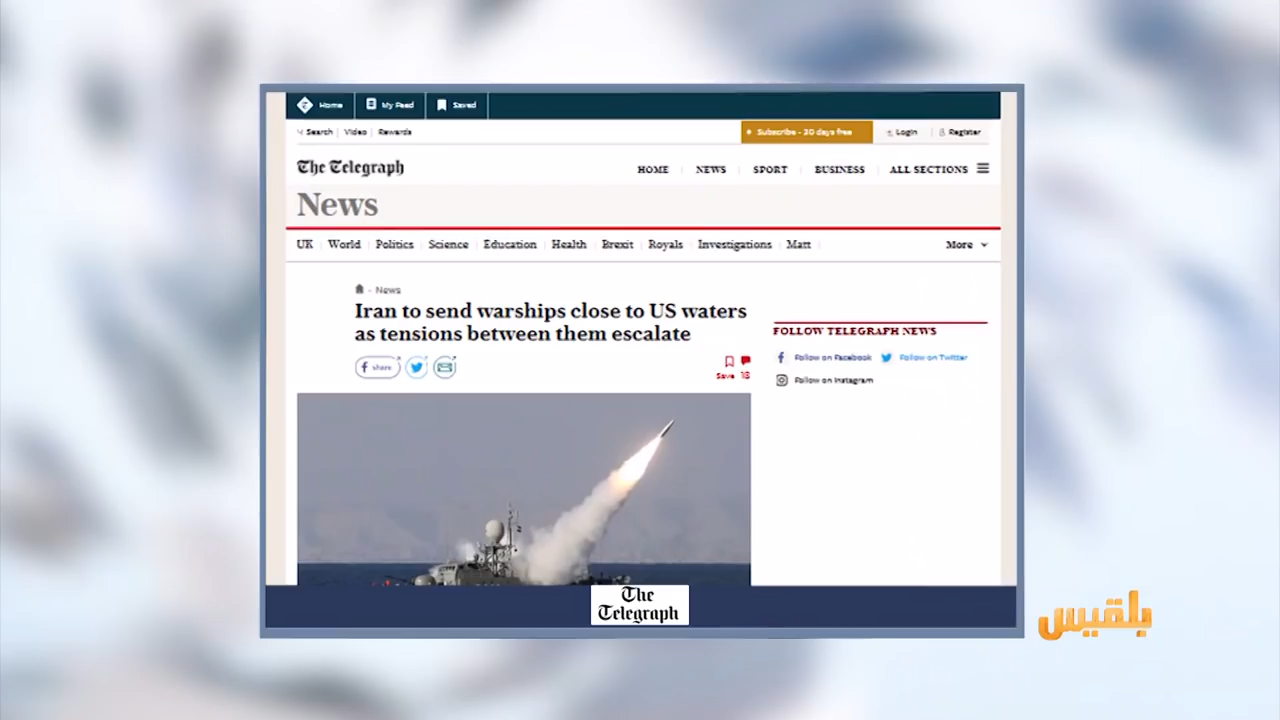 Home My Feed Saved
Search Video Rewards Subscribe - 30 days free Login Register
The Telegraph HOME NEWS SPORT BUSINESS ALL SECTIONS
News
UK World Politics Science Education Health Brexit Royals Investigations Matt More
- News
Iran to send warships close to US waters
as tensions between them escalate
share
Save 18
FOLLOW TELEGRAPH NEWS
Follow on Facebook Follow on Twitter
Follow on Instagram
The
Telegraph
بلقيس